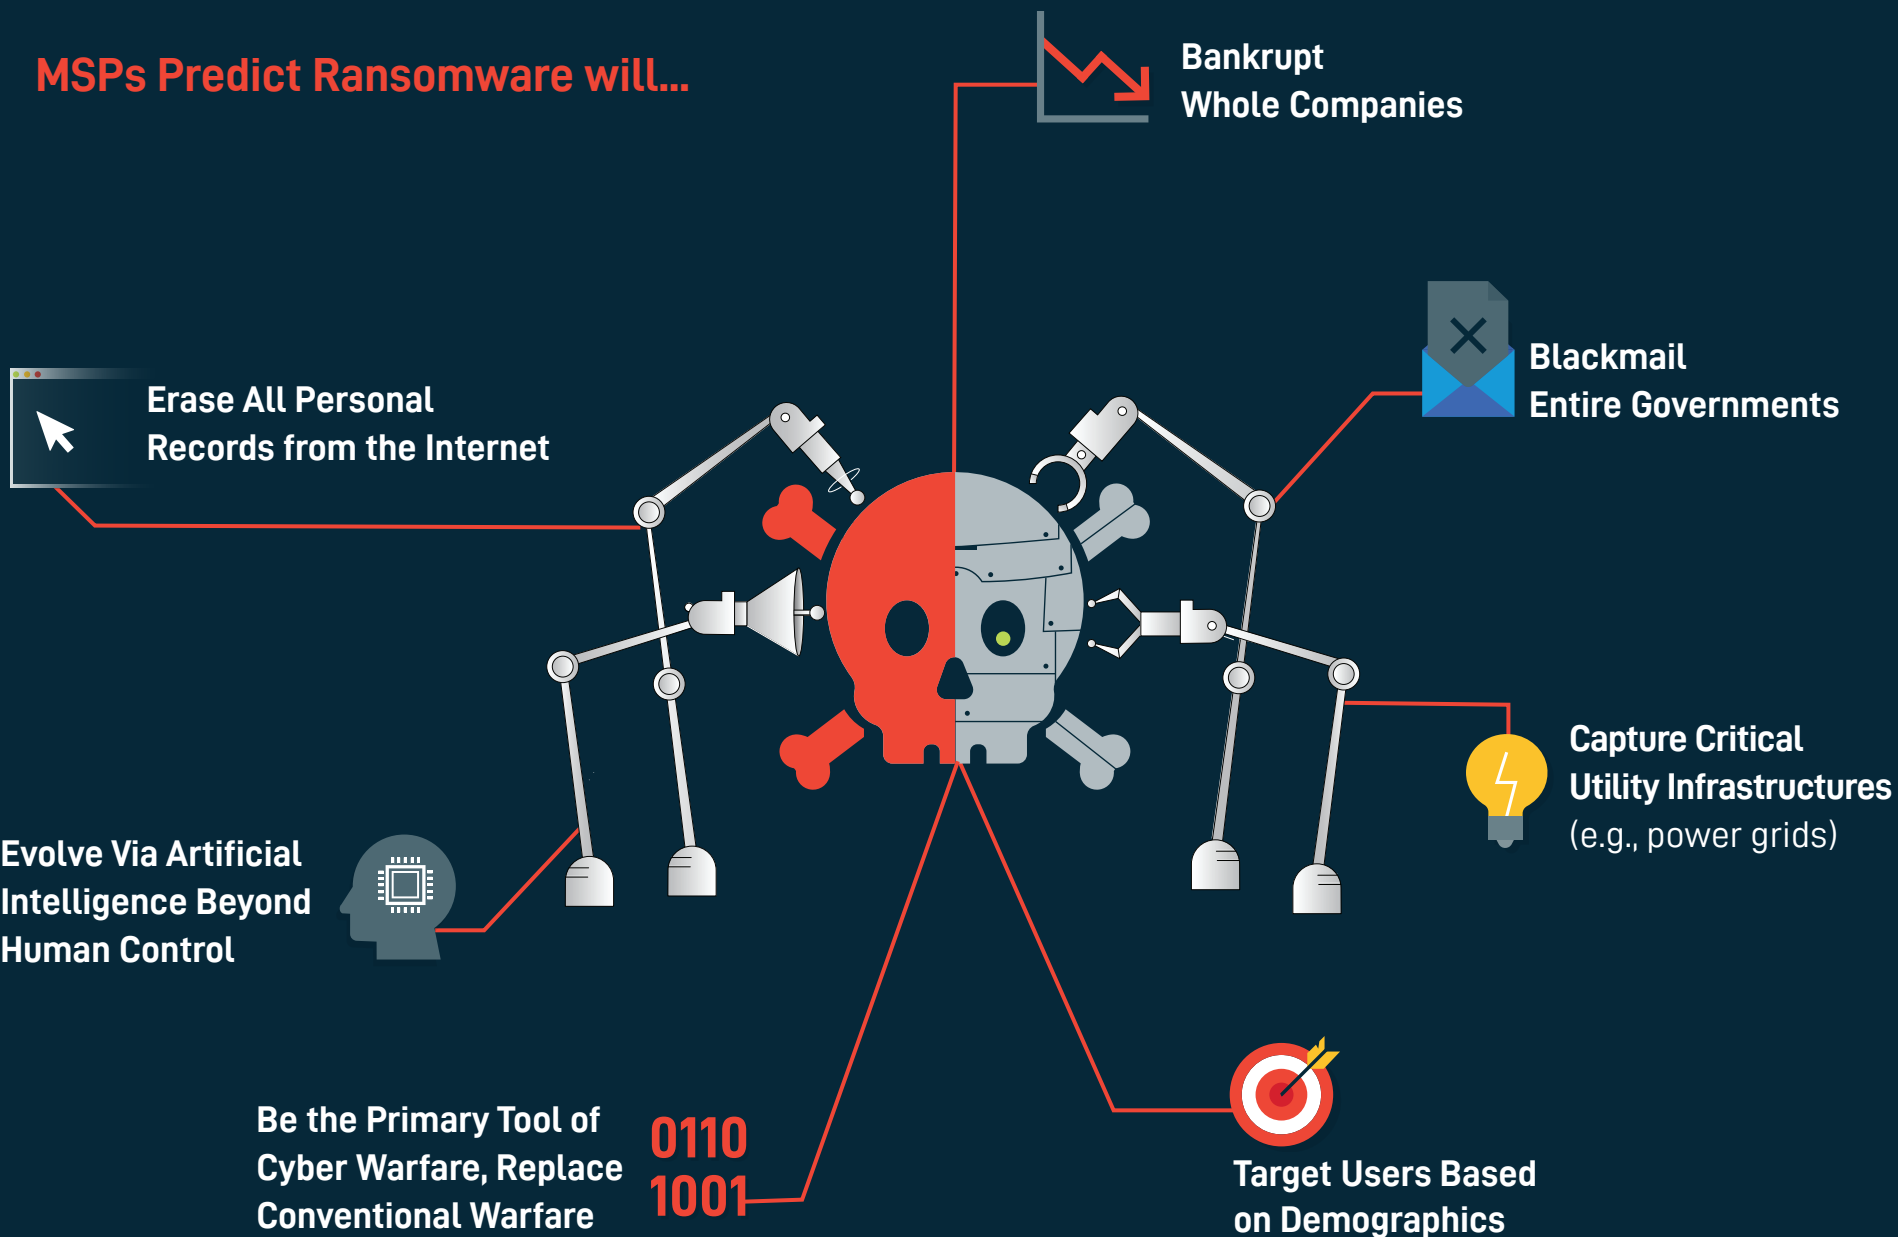 MSPs Predict Ransomware will...
Bankrupt
Whole Companies
Blackmail
Entire Governments
Erase All Personal
Records from the Internet
Capture Critical
Utility Infrastructures
(e.g., power grids)
Evolve Via Artificial
Intelligence Beyond
Human Control
Be the Primary Tool of
Cyber Warfare, Replace
Conventional Warfare
0110
1001
Target Users Based
on Demographics